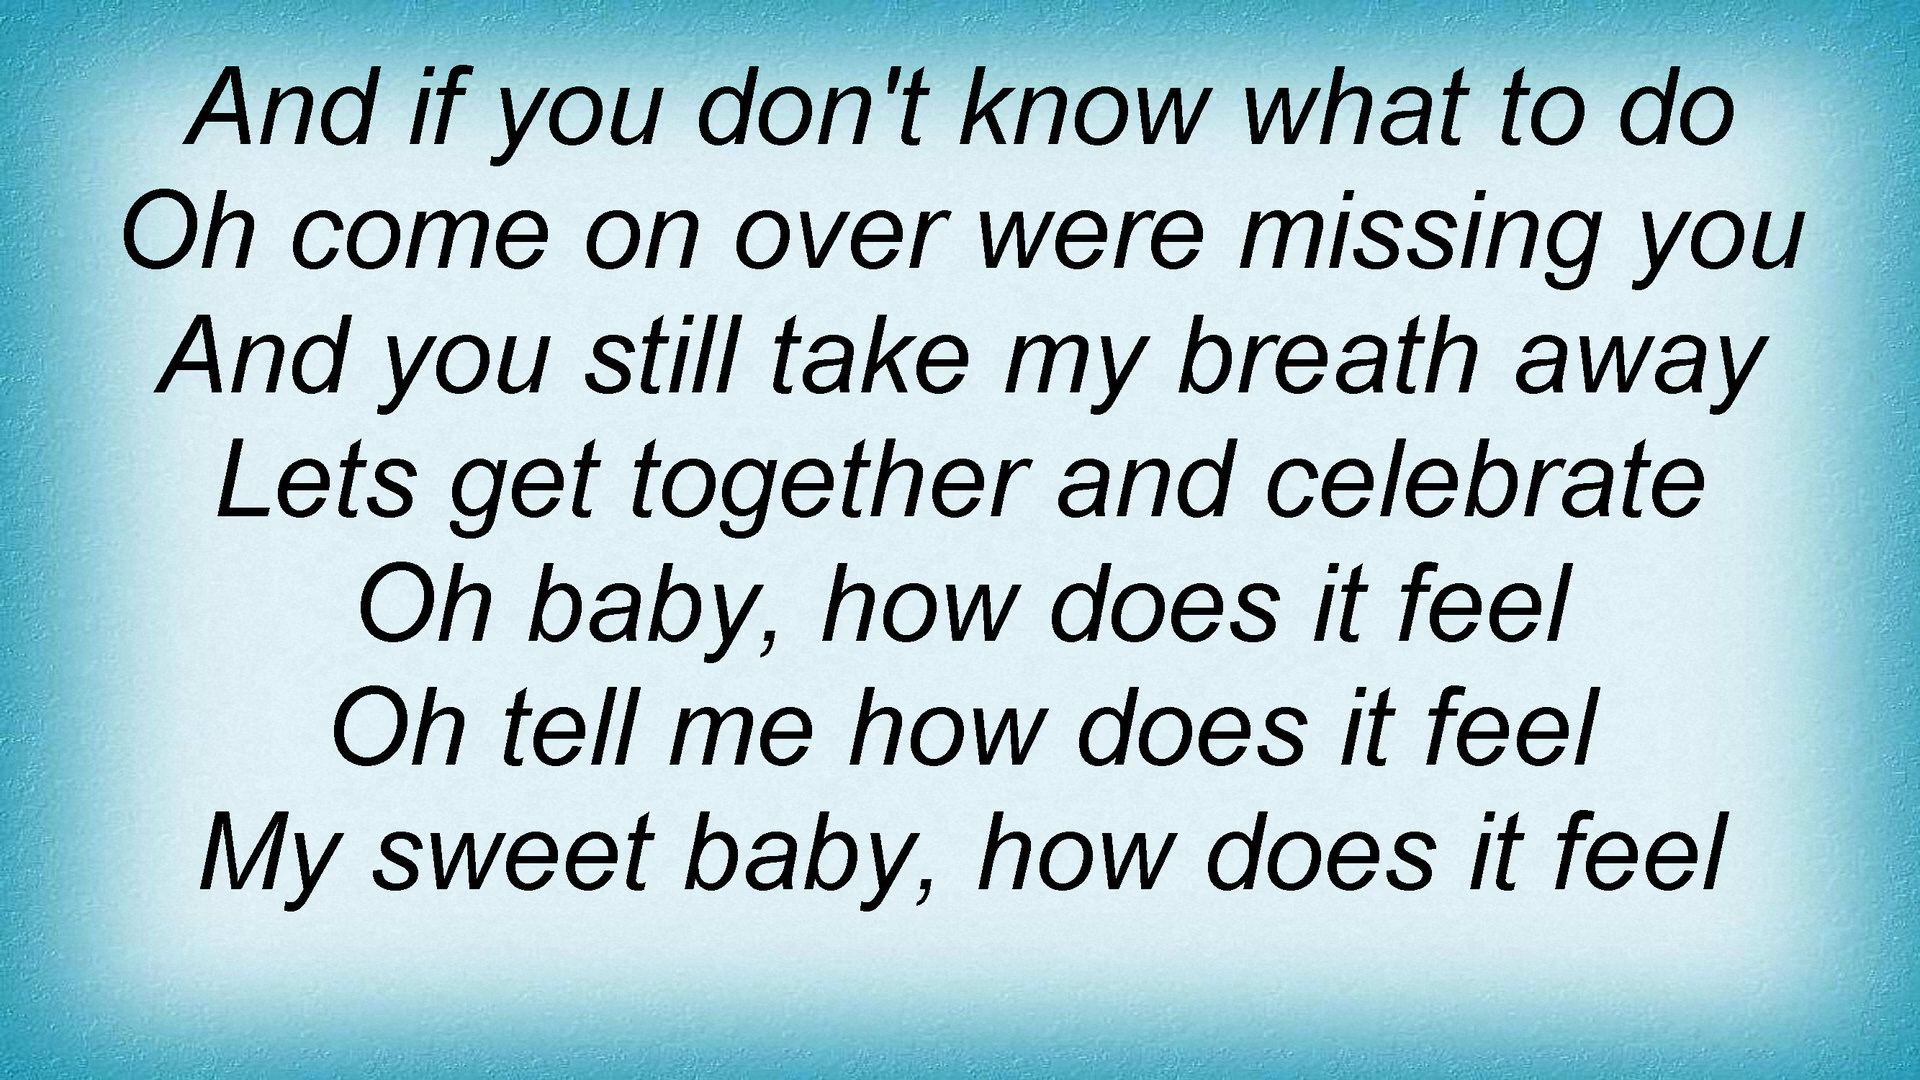 And if you don't know what to do
Oh come on over were missing you
And you still take my breath away
Lets get together and celebrate
Oh baby, how does it feel
Oh tell me how does it feel
My sweet baby, how does it feel